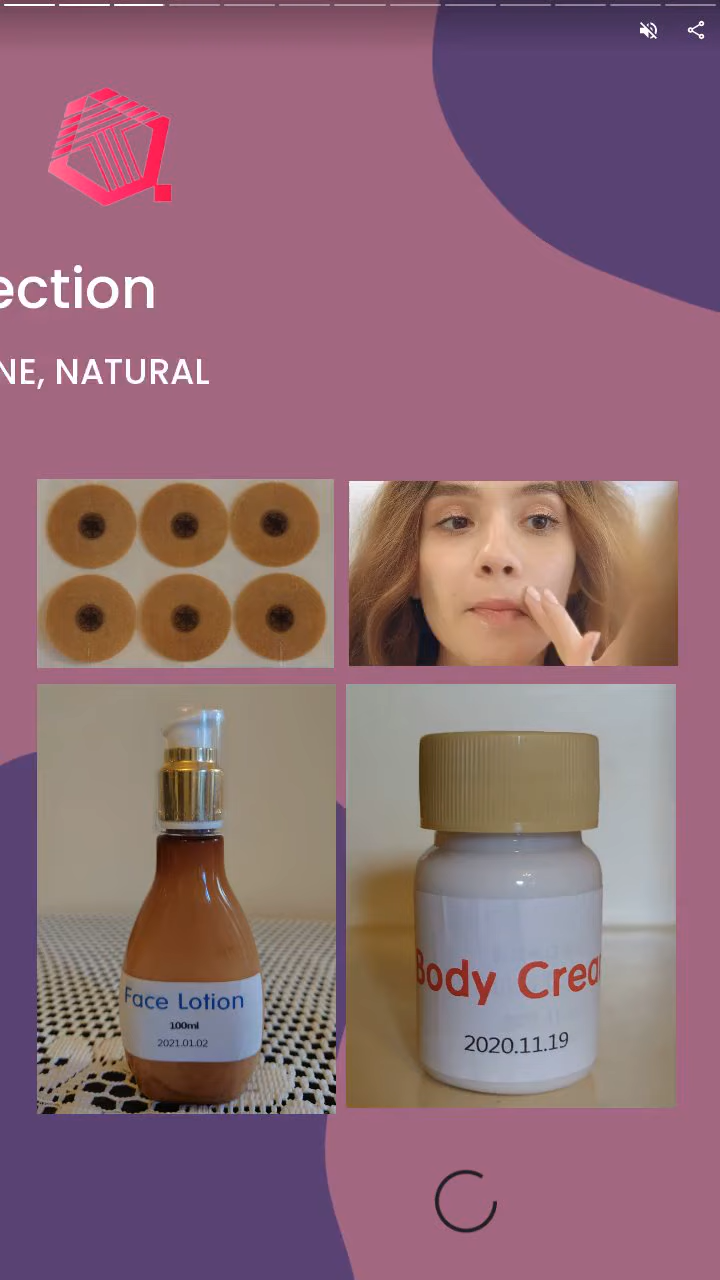 ection
NE, NATURAL
Face Lotion
100ml
2021.01.02
Body Crea
2020.11.19